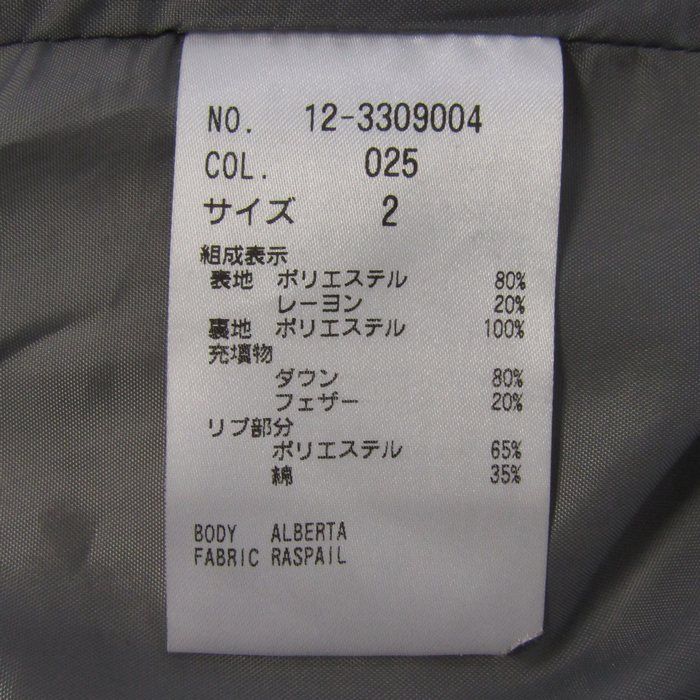 NO. 12-3309004
COL. 025
サイズ 2
組成表示
表地 ポリエステル 80%
レーヨン 20%
裏地 ポリエステル 100%
充填物
ダウン 80%
フェザー 20%
リブ部分
ポリエステル 65%
綿 35%
BODY ALBERTA
FABRIC RASPAIL